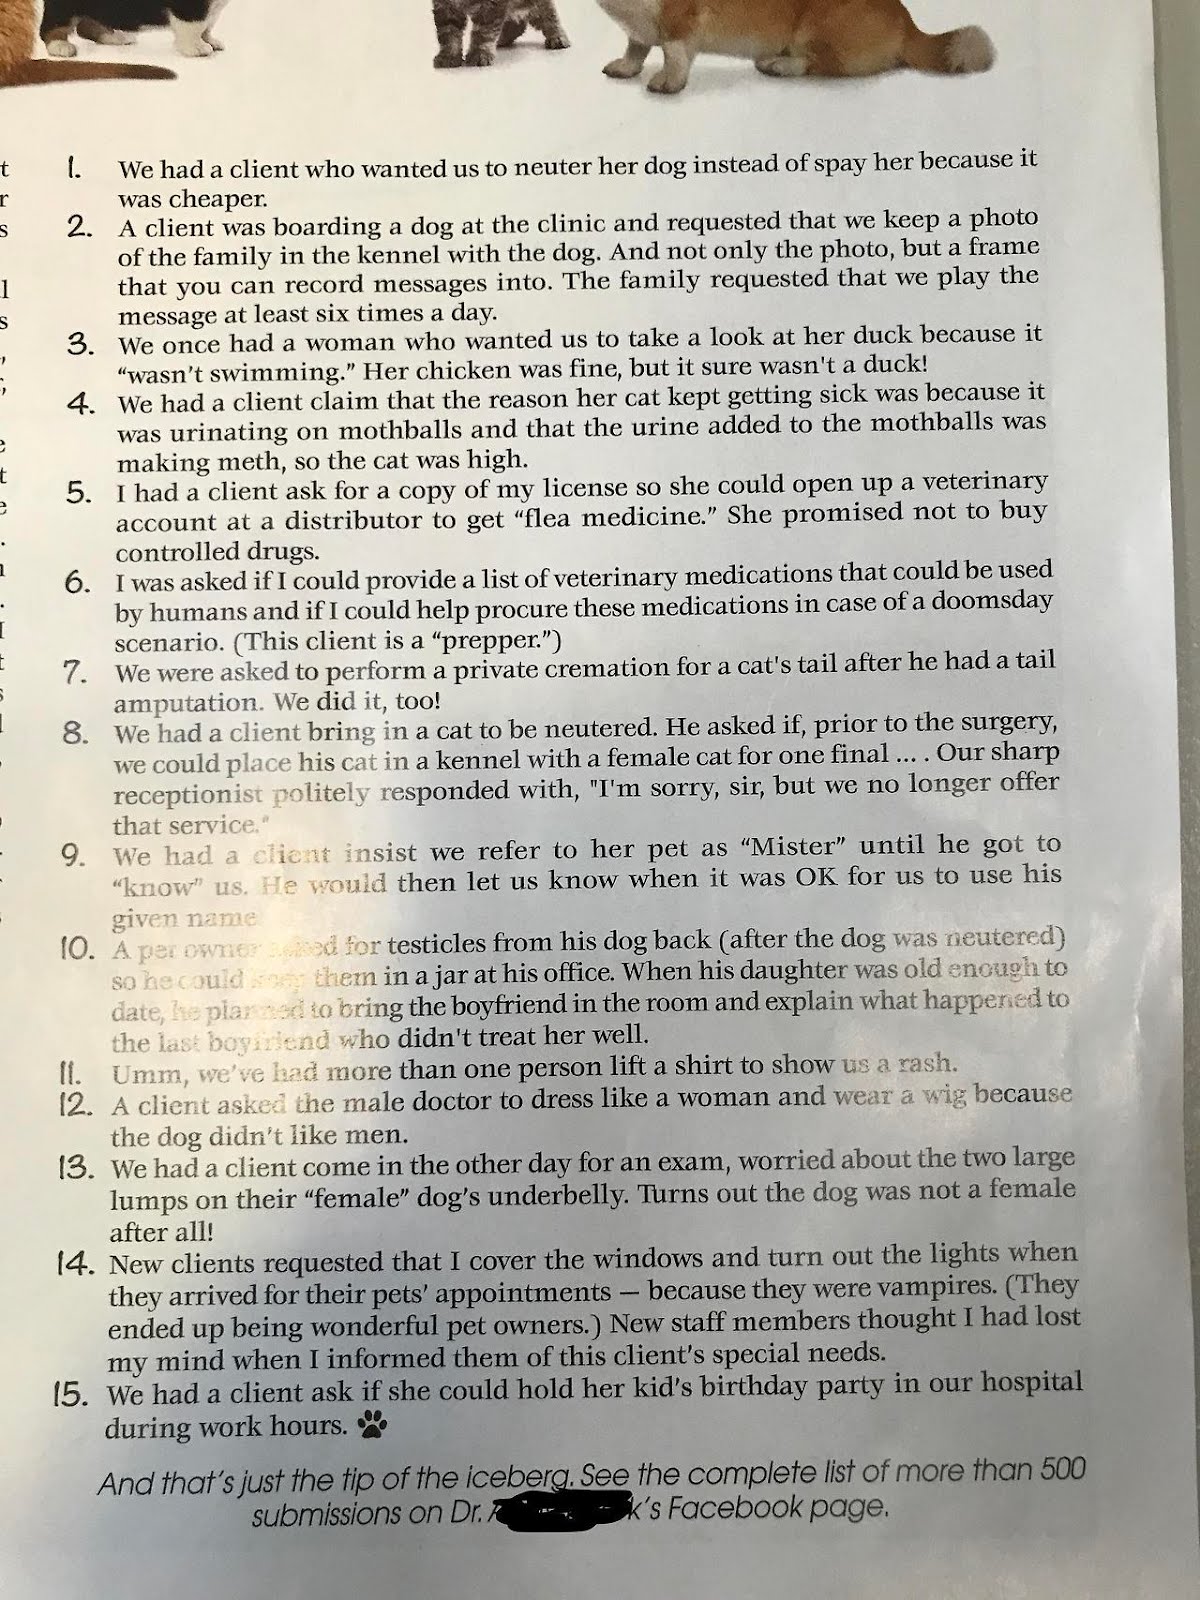 1. We had a client who wanted us to neuter her dog instead of spay her because it
was cheaper.
2. A client was boarding a dog at the clinic and requested that we keep a photo
of the family in the kennel with the dog. And not only the photo, but a frame
that you can record messages into. The family requested that we play the
message at least six times a day.
3. We once had a woman who wanted us to take a look at her duck because it
“wasn’t swimming.” Her chicken was fine, but it sure wasn't a duck!
4. We had a client claim that the reason her cat kept getting sick was because it
was urinating on mothballs and that the urine added to the mothballs was
making meth, so the cat was high.
5. I had a client ask for a copy of my license so she could open up a veterinary
account at a distributor to get “flea medicine.” She promised not to buy
controlled drugs.
6. I was asked if I could provide a list of veterinary medications that could be used
by humans and if I could help procure these medications in case of a doomsday
scenario. (This client is a “prepper.”)
7. We were asked to perform a private cremation for a cat's tail after he had a tail
amputation. We did it, too!
8. We had a client bring in a cat to be neutered. He asked if, prior to the surgery,
we could place his cat in a kennel with a female cat for one final ... . Our sharp
receptionist politely responded with, "I'm sorry, sir, but we no longer offer
that service."
9. We had a client insist we refer to her pet as “Mister” until he got to
“know” us. He would then let us know when it was OK for us to use his
given name
10. A pet owner asked for testicles from his dog back (after the dog was neutered)
so he could keep them in a jar at his office. When his daughter was old enough to
date, he planned to bring the boyfriend in the room and explain what happened to
the last boyfriend who didn't treat her well.
11. Umm, we’ve had more than one person lift a shirt to show us a rash.
12. A client asked the male doctor to dress like a woman and wear a wig because
the dog didn’t like men.
13. We had a client come in the other day for an exam, worried about the two large
lumps on their “female” dog’s underbelly. Turns out the dog was not a female
after all!
14. New clients requested that I cover the windows and turn out the lights when
they arrived for their pets’ appointments — because they were vampires. (They
ended up being wonderful pet owners.) New staff members thought I had lost
my mind when I informed them of this client's special needs.
15. We had a client ask if she could hold her kid's birthday party in our hospital
during work hours.
And that’s just the tip of the iceberg. See the complete list of more than 500
submissions on Dr. k’s Facebook page.